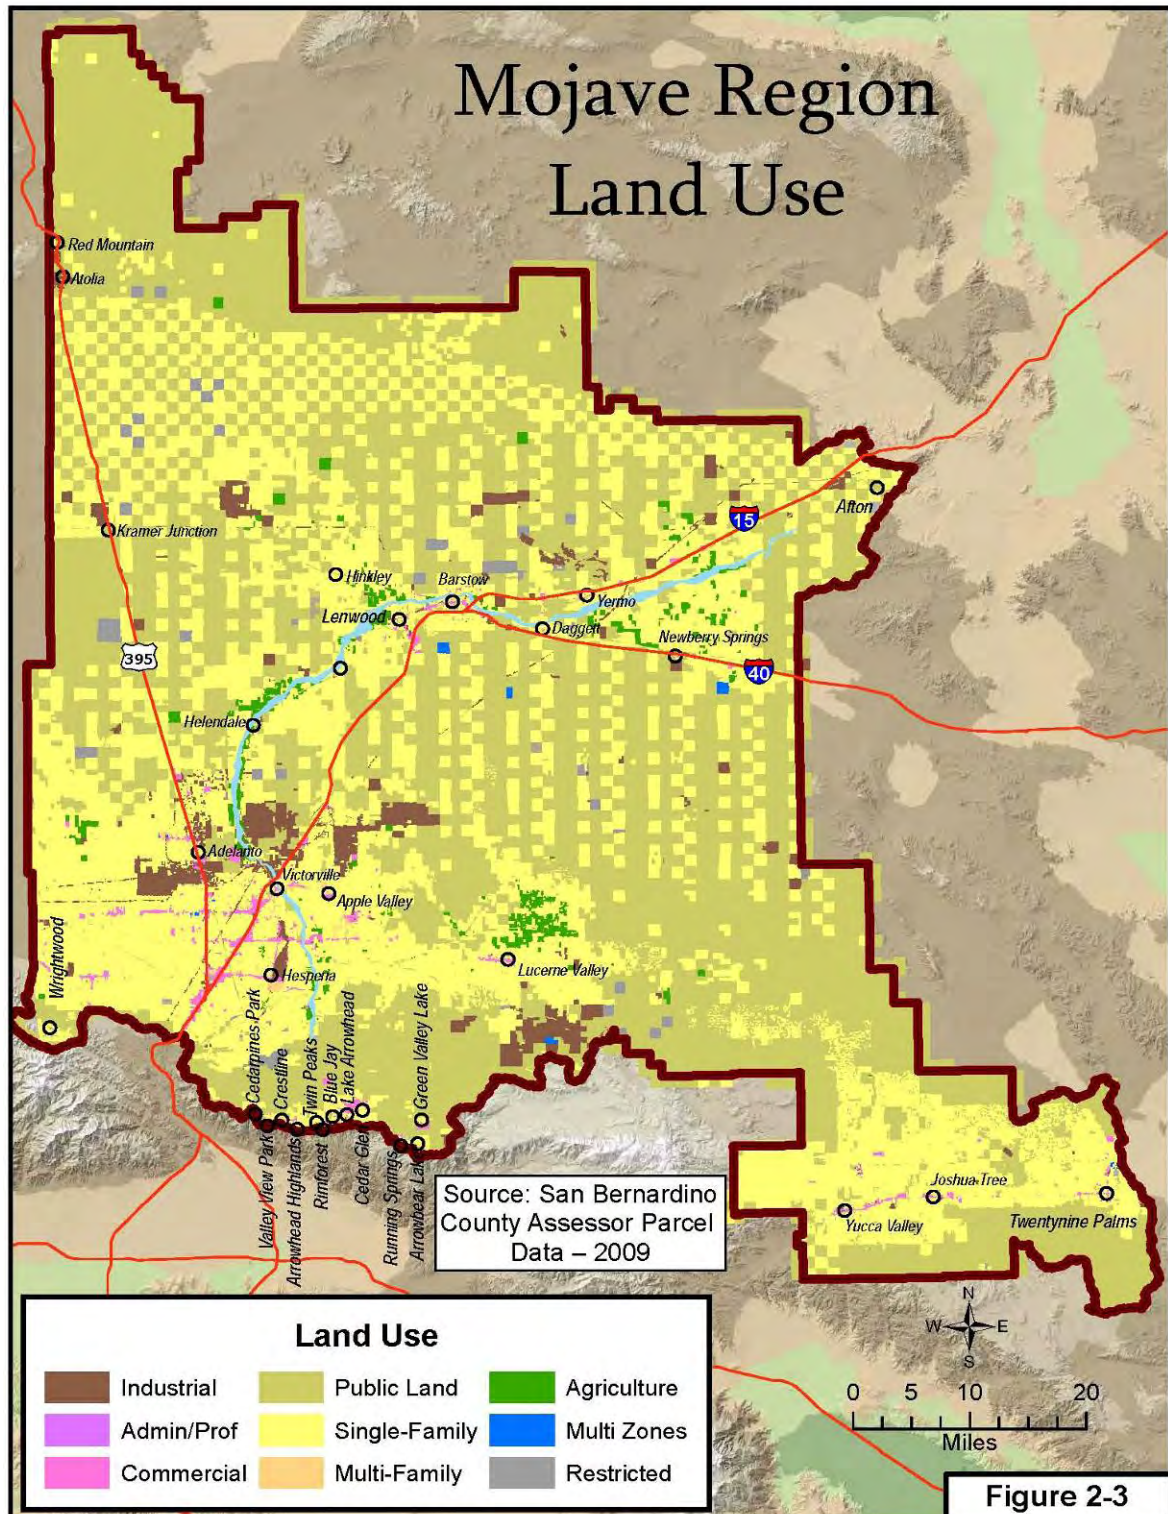 Mojave Region
Land Use
Red Mountain
Atolia
Kramer Junction
Hinkley
Barstow
Lenwood
Yermo
Daggett
Newberry Springs
Afton
15
395
40
Helendale
Adelanto
Victorville
Apple Valley
Wrightwood
Hesperia
Lucerne Valley
Cedarpines Park
Crestline
Twin Peaks
Blue Jay
Lake Arrowhead
Green Valley Lake
Valley View Park
Arrowhead Highlands
Rimforest
Cedar Glen
Running Springs
Arrowbear Lake
Joshua Tree
Yucca Valley
Twentynine Palms
Source: San Bernardino
County Assessor Parcel
Data – 2009
N
W E
S
0 5 10 20
Miles
Land Use
Industrial Public Land Agriculture
Admin/Prof Single-Family Multi Zones
Commercial Multi-Family Restricted
Figure 2-3